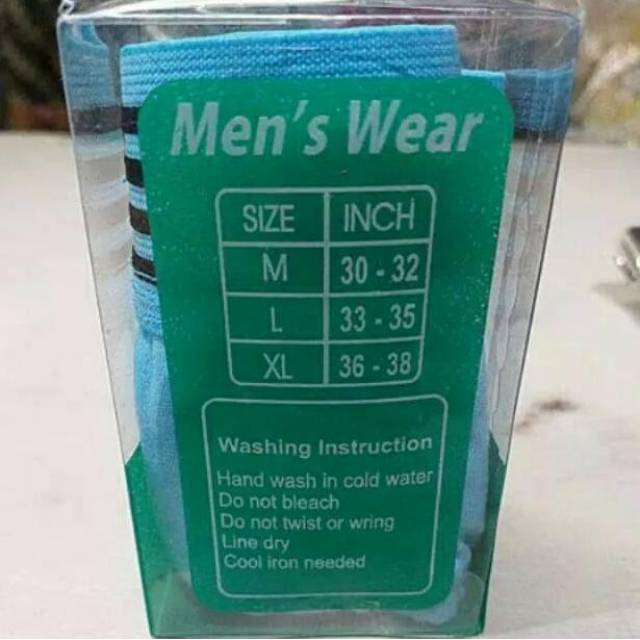 Men's Wear
SIZE INCH
M 30 - 32
L 33 - 35
XL 36 - 38
Washing Instruction
Hand wash in cold water
Do not bleach
Do not twist or wring
Line dry
Cool iron needed